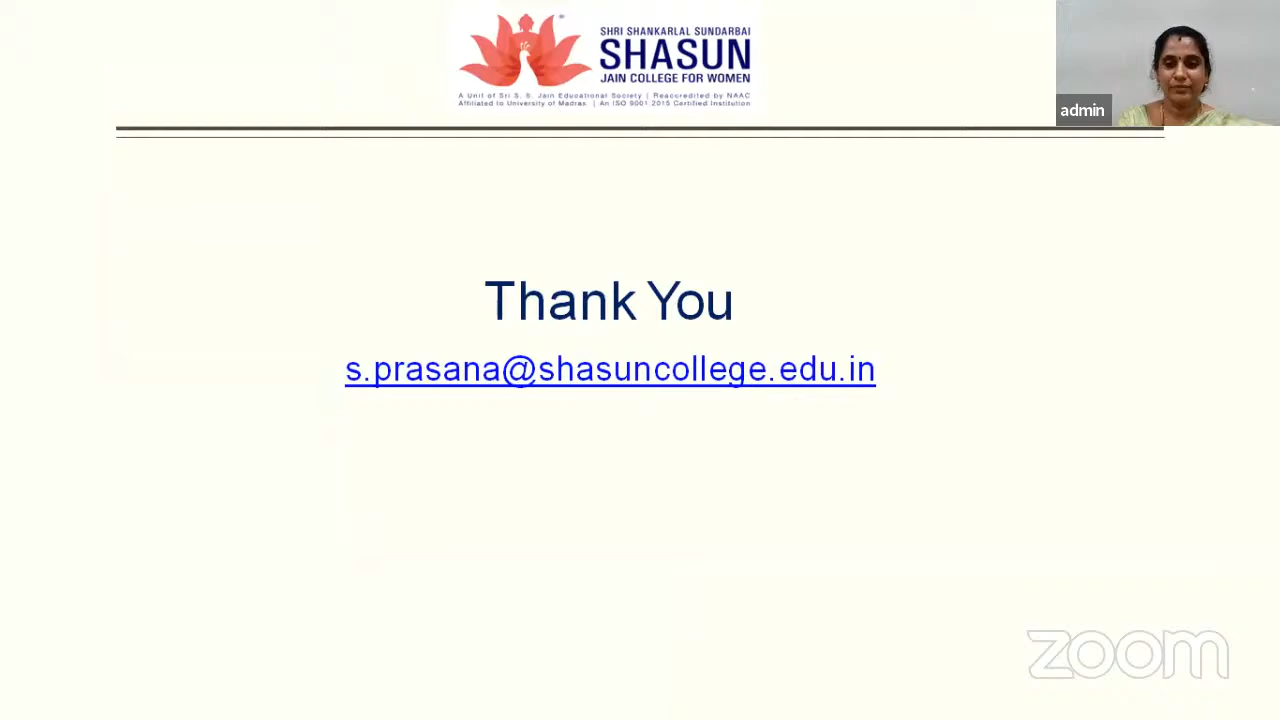 SHRI SHANKARLAL SUNDARBAI
SHASUN
JAIN COLLEGE FOR WOMEN
A Unit of Sri S. S. Jain Educational Society | Reaccredited by NAAC
Affiliated to University of Madras | An ISO 9001:2015 Certified Institution
admin
Thank You
s.prasana@shasuncollege.edu.in
zoom